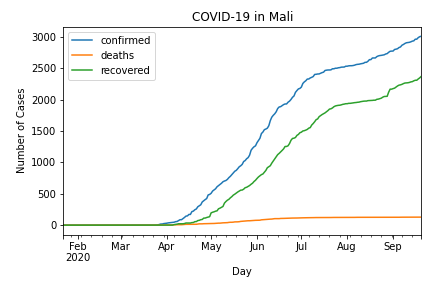 COVID-19 in Mali
confirmed
deaths
recovered
Number of Cases
3000
2500
2000
1500
1000
500
0
Feb Mar Apr May Jun Jul Aug Sep
2020
Day